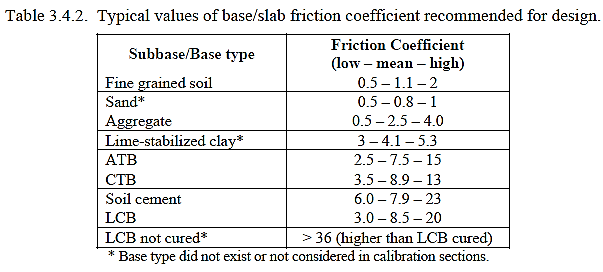 Table 3.4.2. Typical values of base/slab friction coefficient recommended for design.
Subbase/Base type Friction Coefficient
(low – mean – high)
Fine grained soil 0.5 – 1.1 – 2
Sand* 0.5 – 0.8 – 1
Aggregate 0.5 – 2.5 – 4.0
Lime-stabilized clay* 3 – 4.1 – 5.3
ATB 2.5 – 7.5 – 15
CTB 3.5 – 8.9 – 13
Soil cement 6.0 – 7.9 – 23
LCB 3.0 – 8.5 – 20
LCB not cured* > 36 (higher than LCB cured)
* Base type did not exist or not considered in calibration sections.